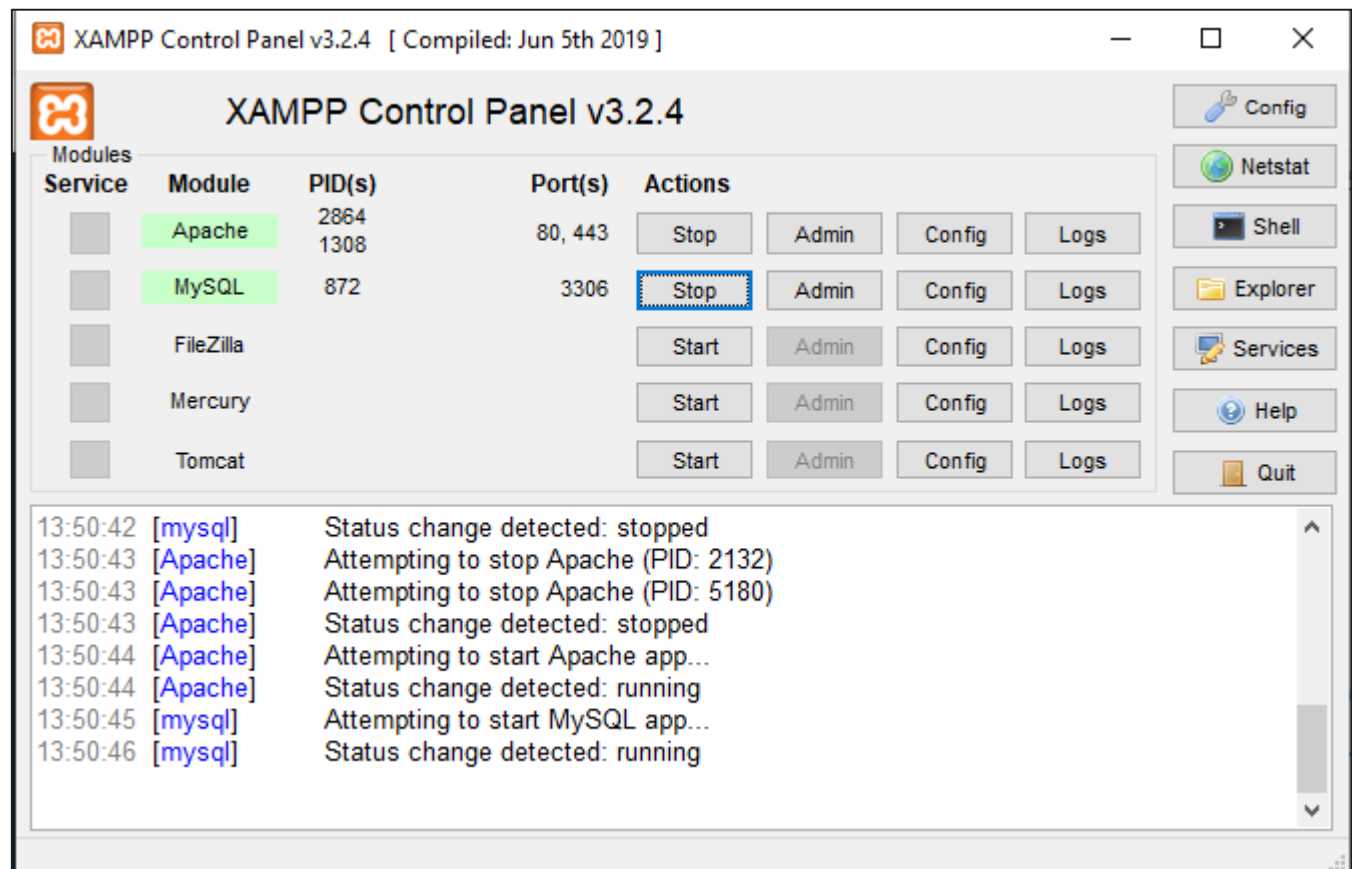 XAMPP Control Panel v3.2.4 [ Compiled: Jun 5th 2019 ]
XAMPP Control Panel v3.2.4
Config
Modules
Service Module PID(s) Port(s) Actions
Netstat
Apache 2864 1308 80, 443 Stop Admin Config Logs
Shell
MySQL 872 3306 Stop Admin Config Logs
Explorer
FileZilla Start Admin Config Logs
Services
Mercury Start Admin Config Logs
Help
Tomcat Start Admin Config Logs
Quit
13:50:42 [mysql] Status change detected: stopped
13:50:43 [Apache] Attempting to stop Apache (PID: 2132)
13:50:43 [Apache] Attempting to stop Apache (PID: 5180)
13:50:43 [Apache] Status change detected: stopped
13:50:44 [Apache] Attempting to start Apache app...
13:50:44 [Apache] Status change detected: running
13:50:45 [mysql] Attempting to start MySQL app...
13:50:46 [mysql] Status change detected: running